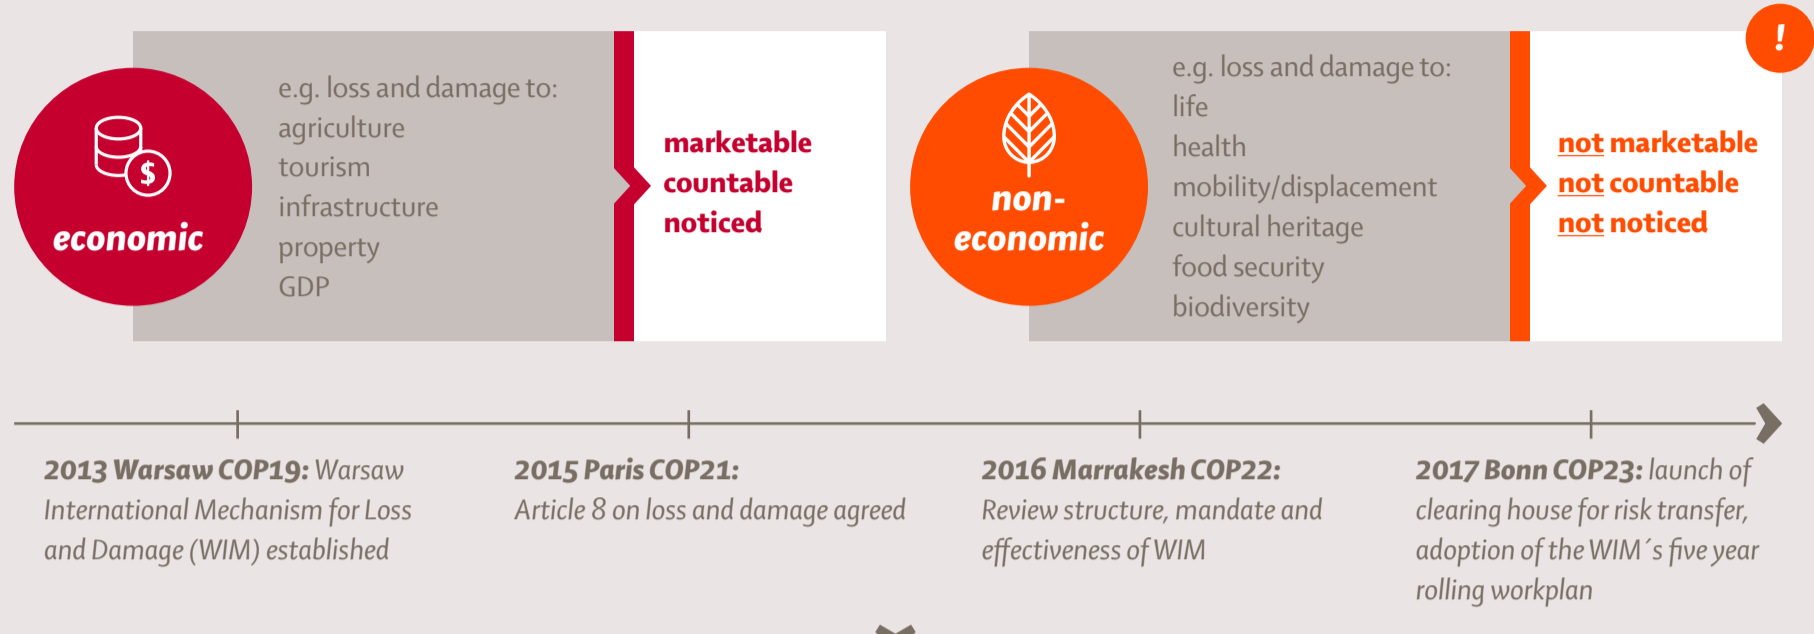 $
economic
e.g. loss and damage to:
agriculture
tourism
infrastructure
property
GDP
marketable
countable
noticed
non-
economic
e.g. loss and damage to:
life
health
mobility/displacement
cultural heritage
food security
biodiversity
!
not marketable
not countable
not noticed
2013 Warsaw COP19: Warsaw
International Mechanism for Loss
and Damage (WIM) established
2015 Paris COP21:
Article 8 on loss and damage agreed
2016 Marrakesh COP22:
Review structure, mandate and
effectiveness of WIM
2017 Bonn COP23: launch of
clearing house for risk transfer,
adoption of the WIM´s five year
rolling workplan